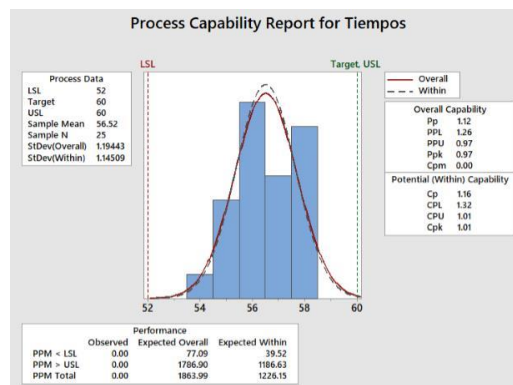 Process Capability Report for Tiempos
LSL
Target, USL
Process Data
LSL 52
Target 60
USL 60
Sample Mean 56.52
Sample N 25
StDev(Overall) 1.19443
StDev(Within) 1.14509
Overall
Within
Overall Capability
Pp 1.12
PPL 1.26
PPU 0.97
Ppk 0.97
Cpm 0.00
Potential (Within) Capability
Cp 1.16
CPL 1.32
CPU 1.01
Cpk 1.01
52 54 56 58 60
Performance
Observed Expected Overall Expected Within
PPM < LSL 0.00 77.09 39.52
PPM > USL 0.00 1786.90 1186.63
PPM Total 0.00 1863.99 1226.15